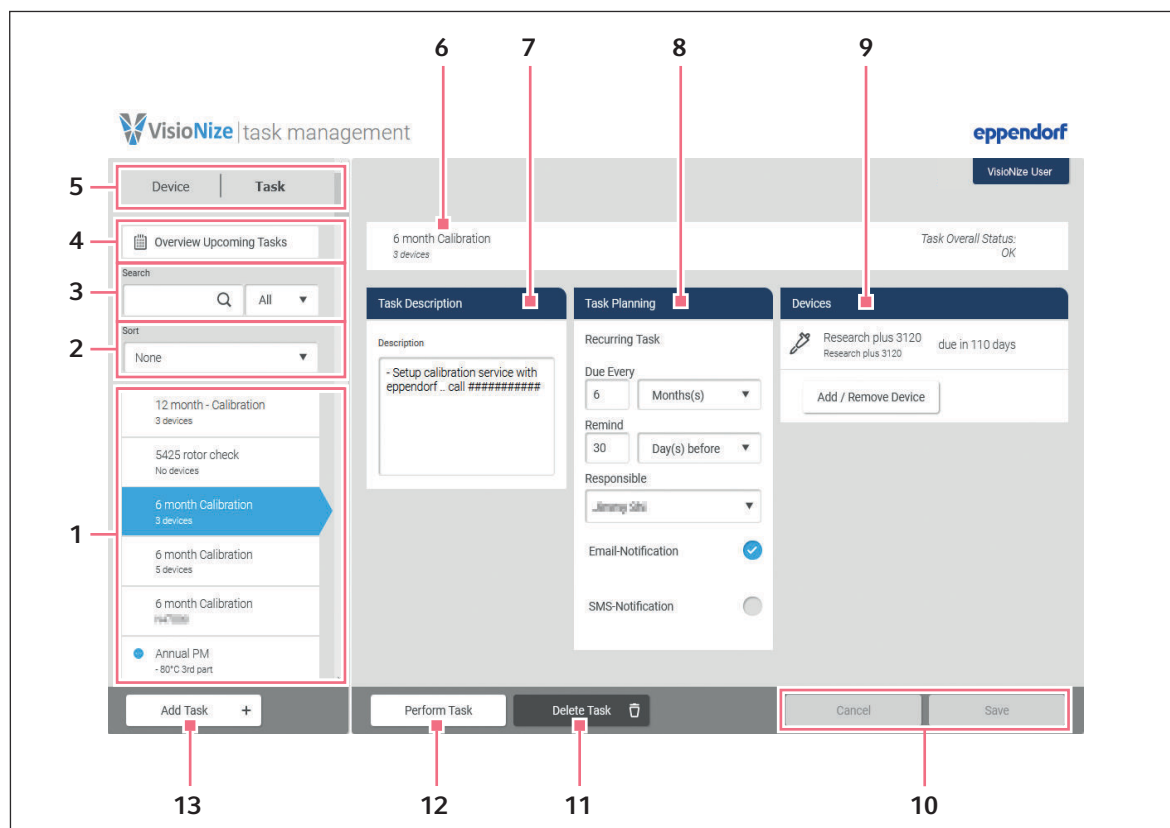 6 7 8 9
VisioNize task management
eppendorf
VisioNize User
5
Device Task
4
Overview Upcoming Tasks
6 month Calibration
3 devices
Task Overall Status:
OK
3
Search
All
2
Sort
None
1
12 month - Calibration
3 devices
5425 rotor check
No devices
6 month Calibration
3 devices
6 month Calibration
5 devices
6 month Calibration
Annual PM
- 80°C 3rd part
Task Description
Description
- Setup calibration service with
eppendorf .. call ###########
Task Planning
Recurring Task
Due Every
6 Months(s)
Remind
30 Day(s) before
Responsible
Email-Notification
SMS-Notification
Devices
Research plus 3120 due in 110 days
Research plus 3120
Add / Remove Device
Add Task +
Perform Task
Delete Task
Cancel Save
13 12 11 10